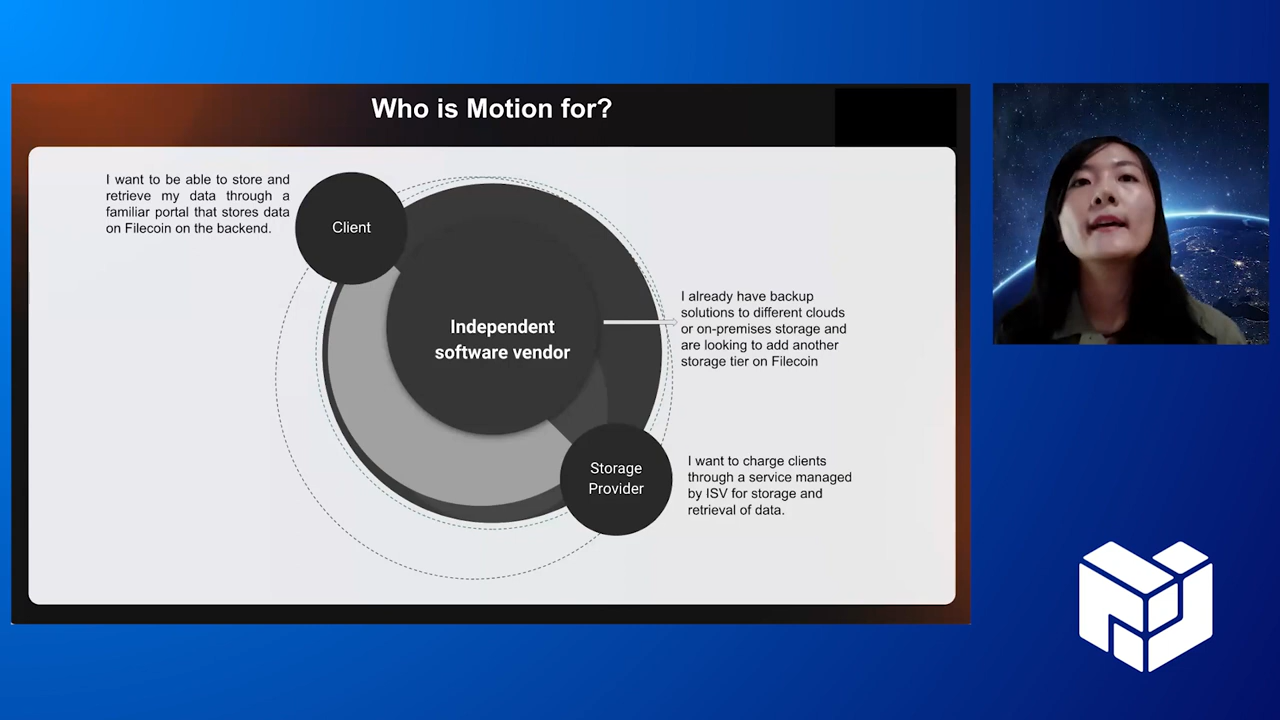 Who is Motion for?
I want to be able to store and
retrieve my data through a
familiar portal that stores data
on Filecoin on the backend.
Client
Independent
software vendor
I already have backup
solutions to different clouds
or on-premises storage and
are looking to add another
storage tier on Filecoin
Storage
Provider
I want to charge clients
through a service managed
by ISV for storage and
retrieval of data.